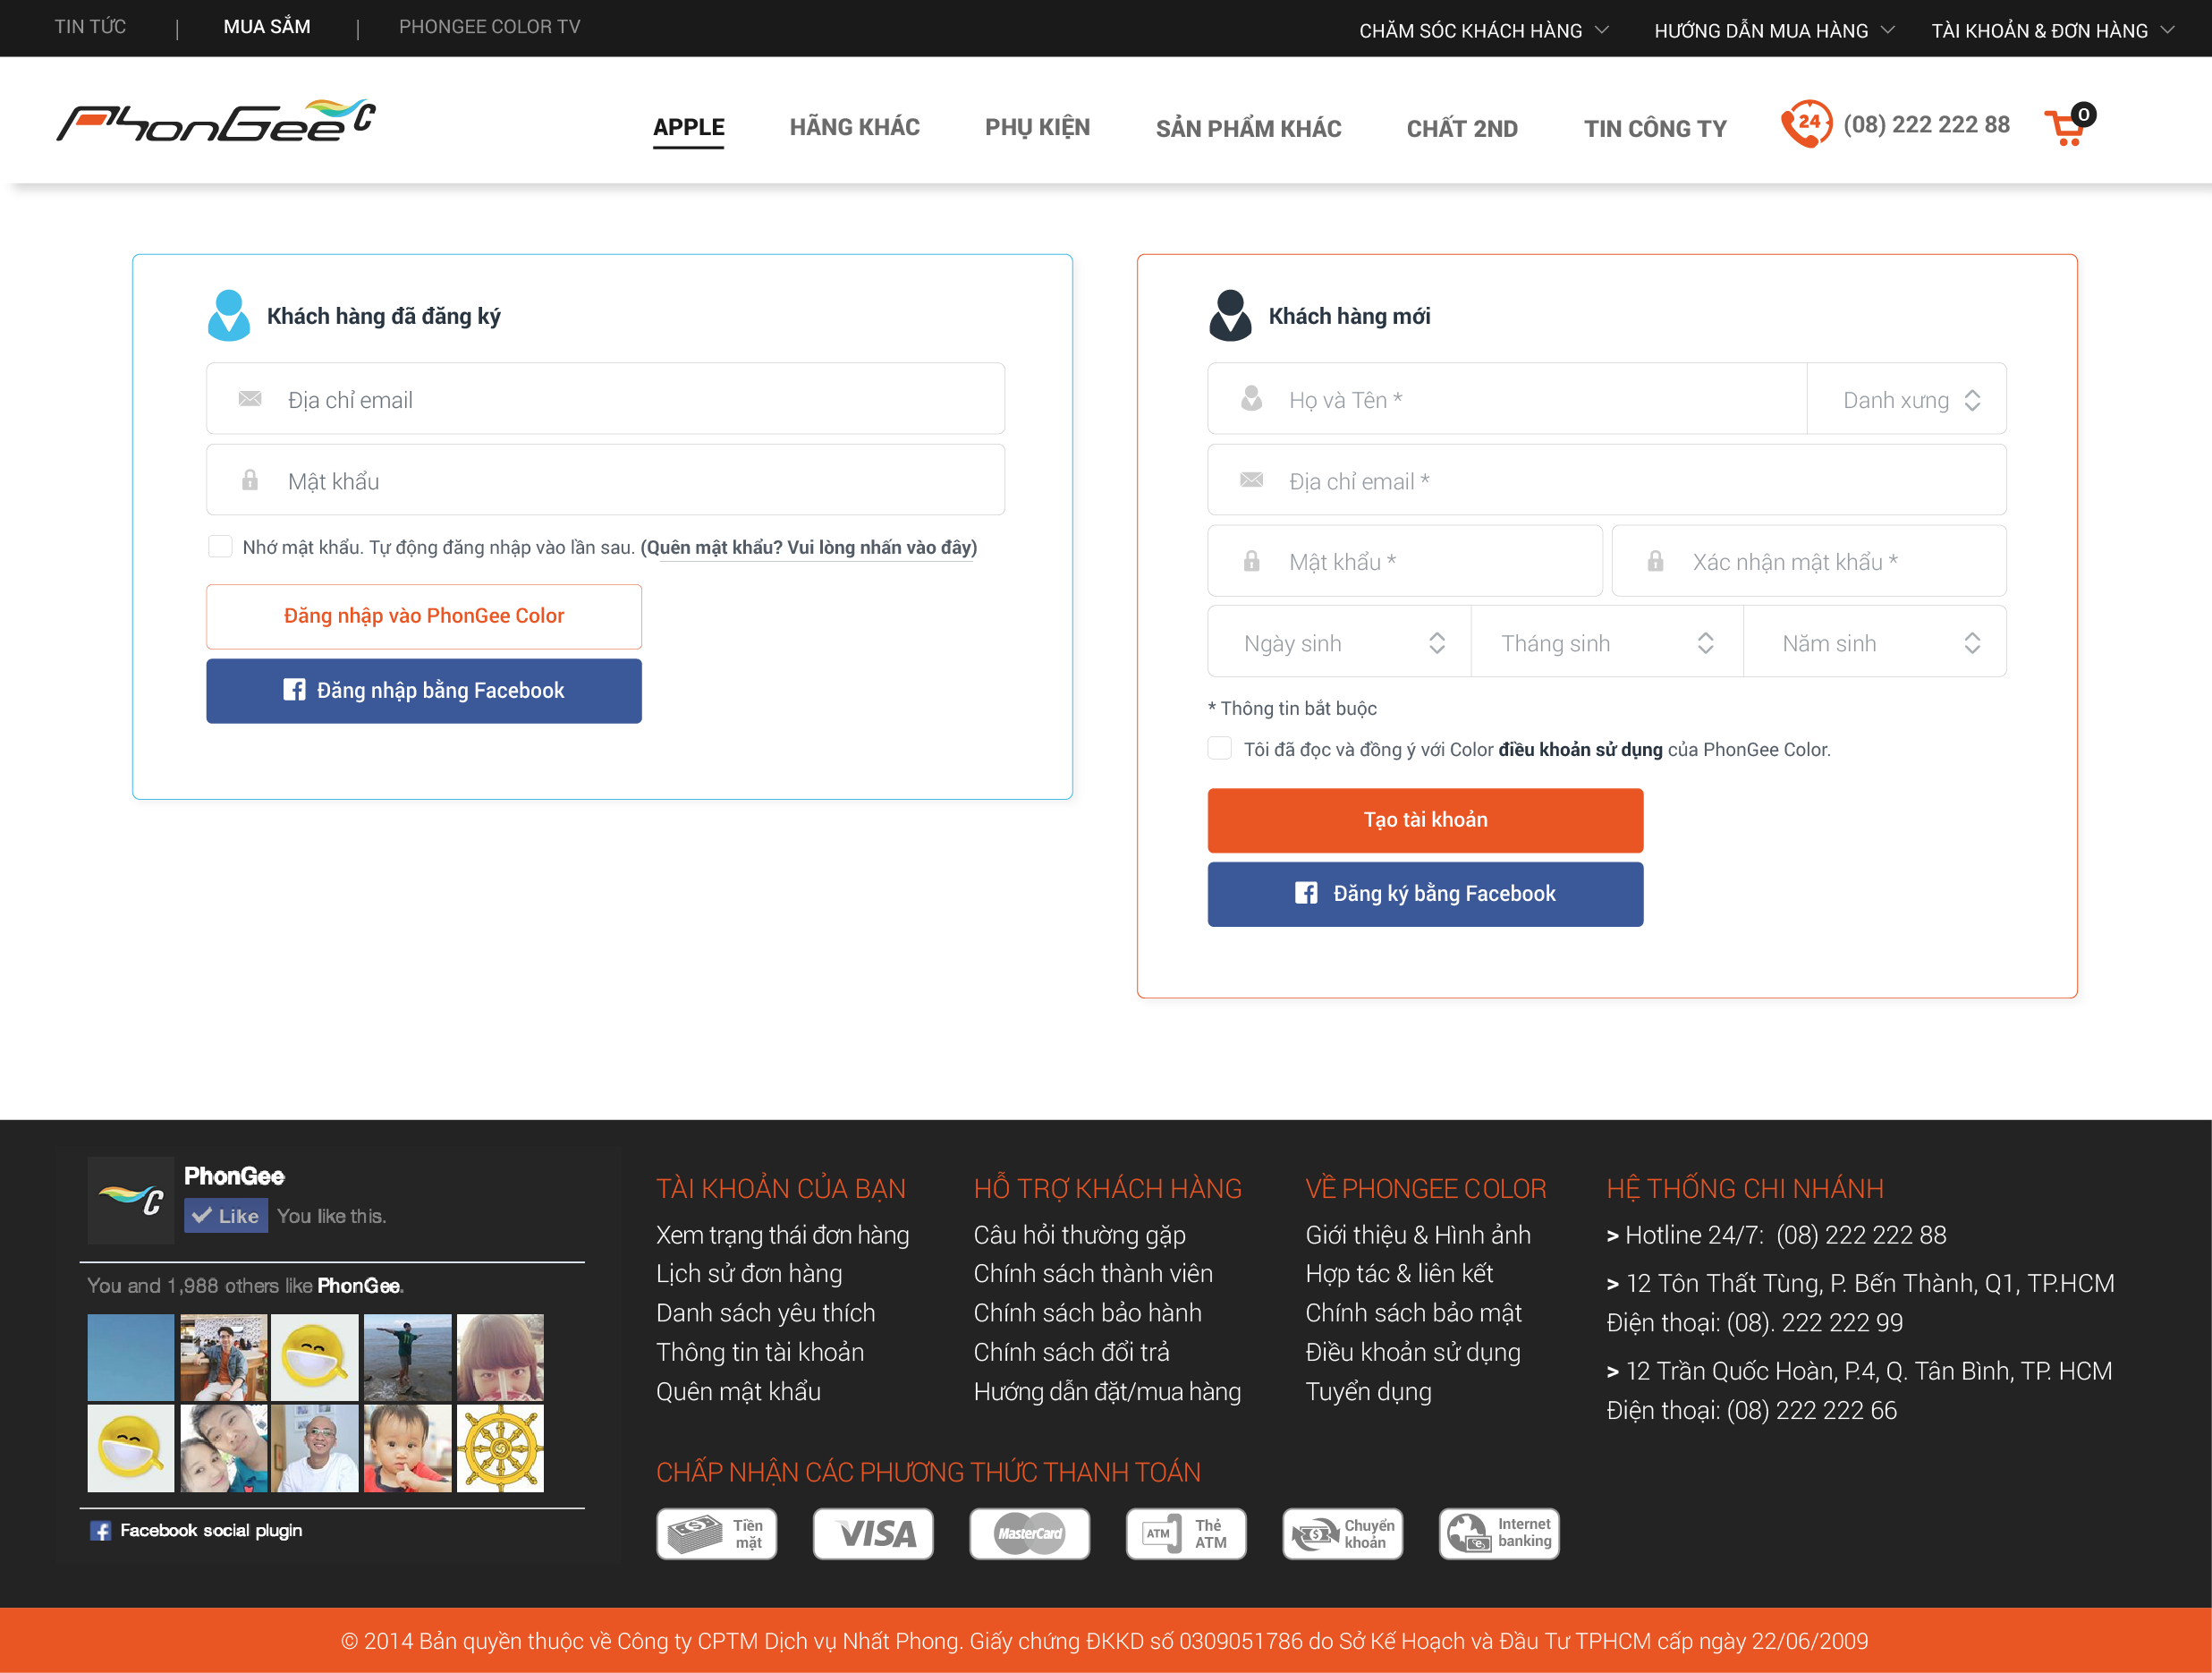 TIN TỨC | MUA SẮM | PHONGEE COLOR TV CHĂM SÓC KHÁCH HÀNG HƯỚNG DẪN MUA HÀNG TÀI KHOẢN & ĐƠN HÀNG
PhonGee C
APPLE HÃNG KHÁC PHỤ KIỆN SẢN PHẨM KHÁC CHẤT 2ND TIN CÔNG TY 24 (08) 222 222 88 0
Khách hàng đã đăng ký
Địa chỉ email
Mật khẩu
Nhớ mật khẩu. Tự động đăng nhập vào lần sau. (Quên mật khẩu? Vui lòng nhấn vào đây)
Đăng nhập vào PhonGee Color
Đăng nhập bằng Facebook
Khách hàng mới
Họ và Tên * Danh xưng
Địa chỉ email *
Mật khẩu * Xác nhận mật khẩu *
Ngày sinh Tháng sinh Năm sinh
* Thông tin bắt buộc
Tôi đã đọc và đồng ý với Color điều khoản sử dụng của PhonGee Color.
Tạo tài khoản
Đăng ký bằng Facebook
C
PhonGee
Like You like this.
You and 1,988 others like PhonGee.
Facebook social plugin
TÀI KHOẢN CỦA BẠN
Xem trạng thái đơn hàng
Lịch sử đơn hàng
Danh sách yêu thích
Thông tin tài khoản
Quên mật khẩu
HỖ TRỢ KHÁCH HÀNG
Câu hỏi thường gặp
Chính sách thành viên
Chính sách bảo hành
Chính sách đổi trả
Hướng dẫn đặt/mua hàng
VỀ PHONGEE COLOR
Giới thiệu & Hình ảnh
Hợp tác & liên kết
Chính sách bảo mật
Điều khoản sử dụng
Tuyển dụng
HỆ THỐNG CHI NHÁNH
> Hotline 24/7: (08) 222 222 88
> 12 Tôn Thất Tùng, P. Bến Thành, Q1, TP.HCM
Điện thoại: (08). 222 222 99
> 12 Trần Quốc Hoàn, P.4, Q. Tân Bình, TP. HCM
Điện thoại: (08) 222 222 66
CHẤP NHẬN CÁC PHƯƠNG THỨC THANH TOÁN
Tiền mặt
VISA
MasterCard
ATM Thẻ ATM
Chuyển khoản
Internet banking
© 2014 Bản quyền thuộc về Công ty CPTM Dịch vụ Nhất Phong. Giấy chứng ĐKKD số 0309051786 do Sở Kế Hoạch và Đầu Tư TPHCM cấp ngày 22/06/2009